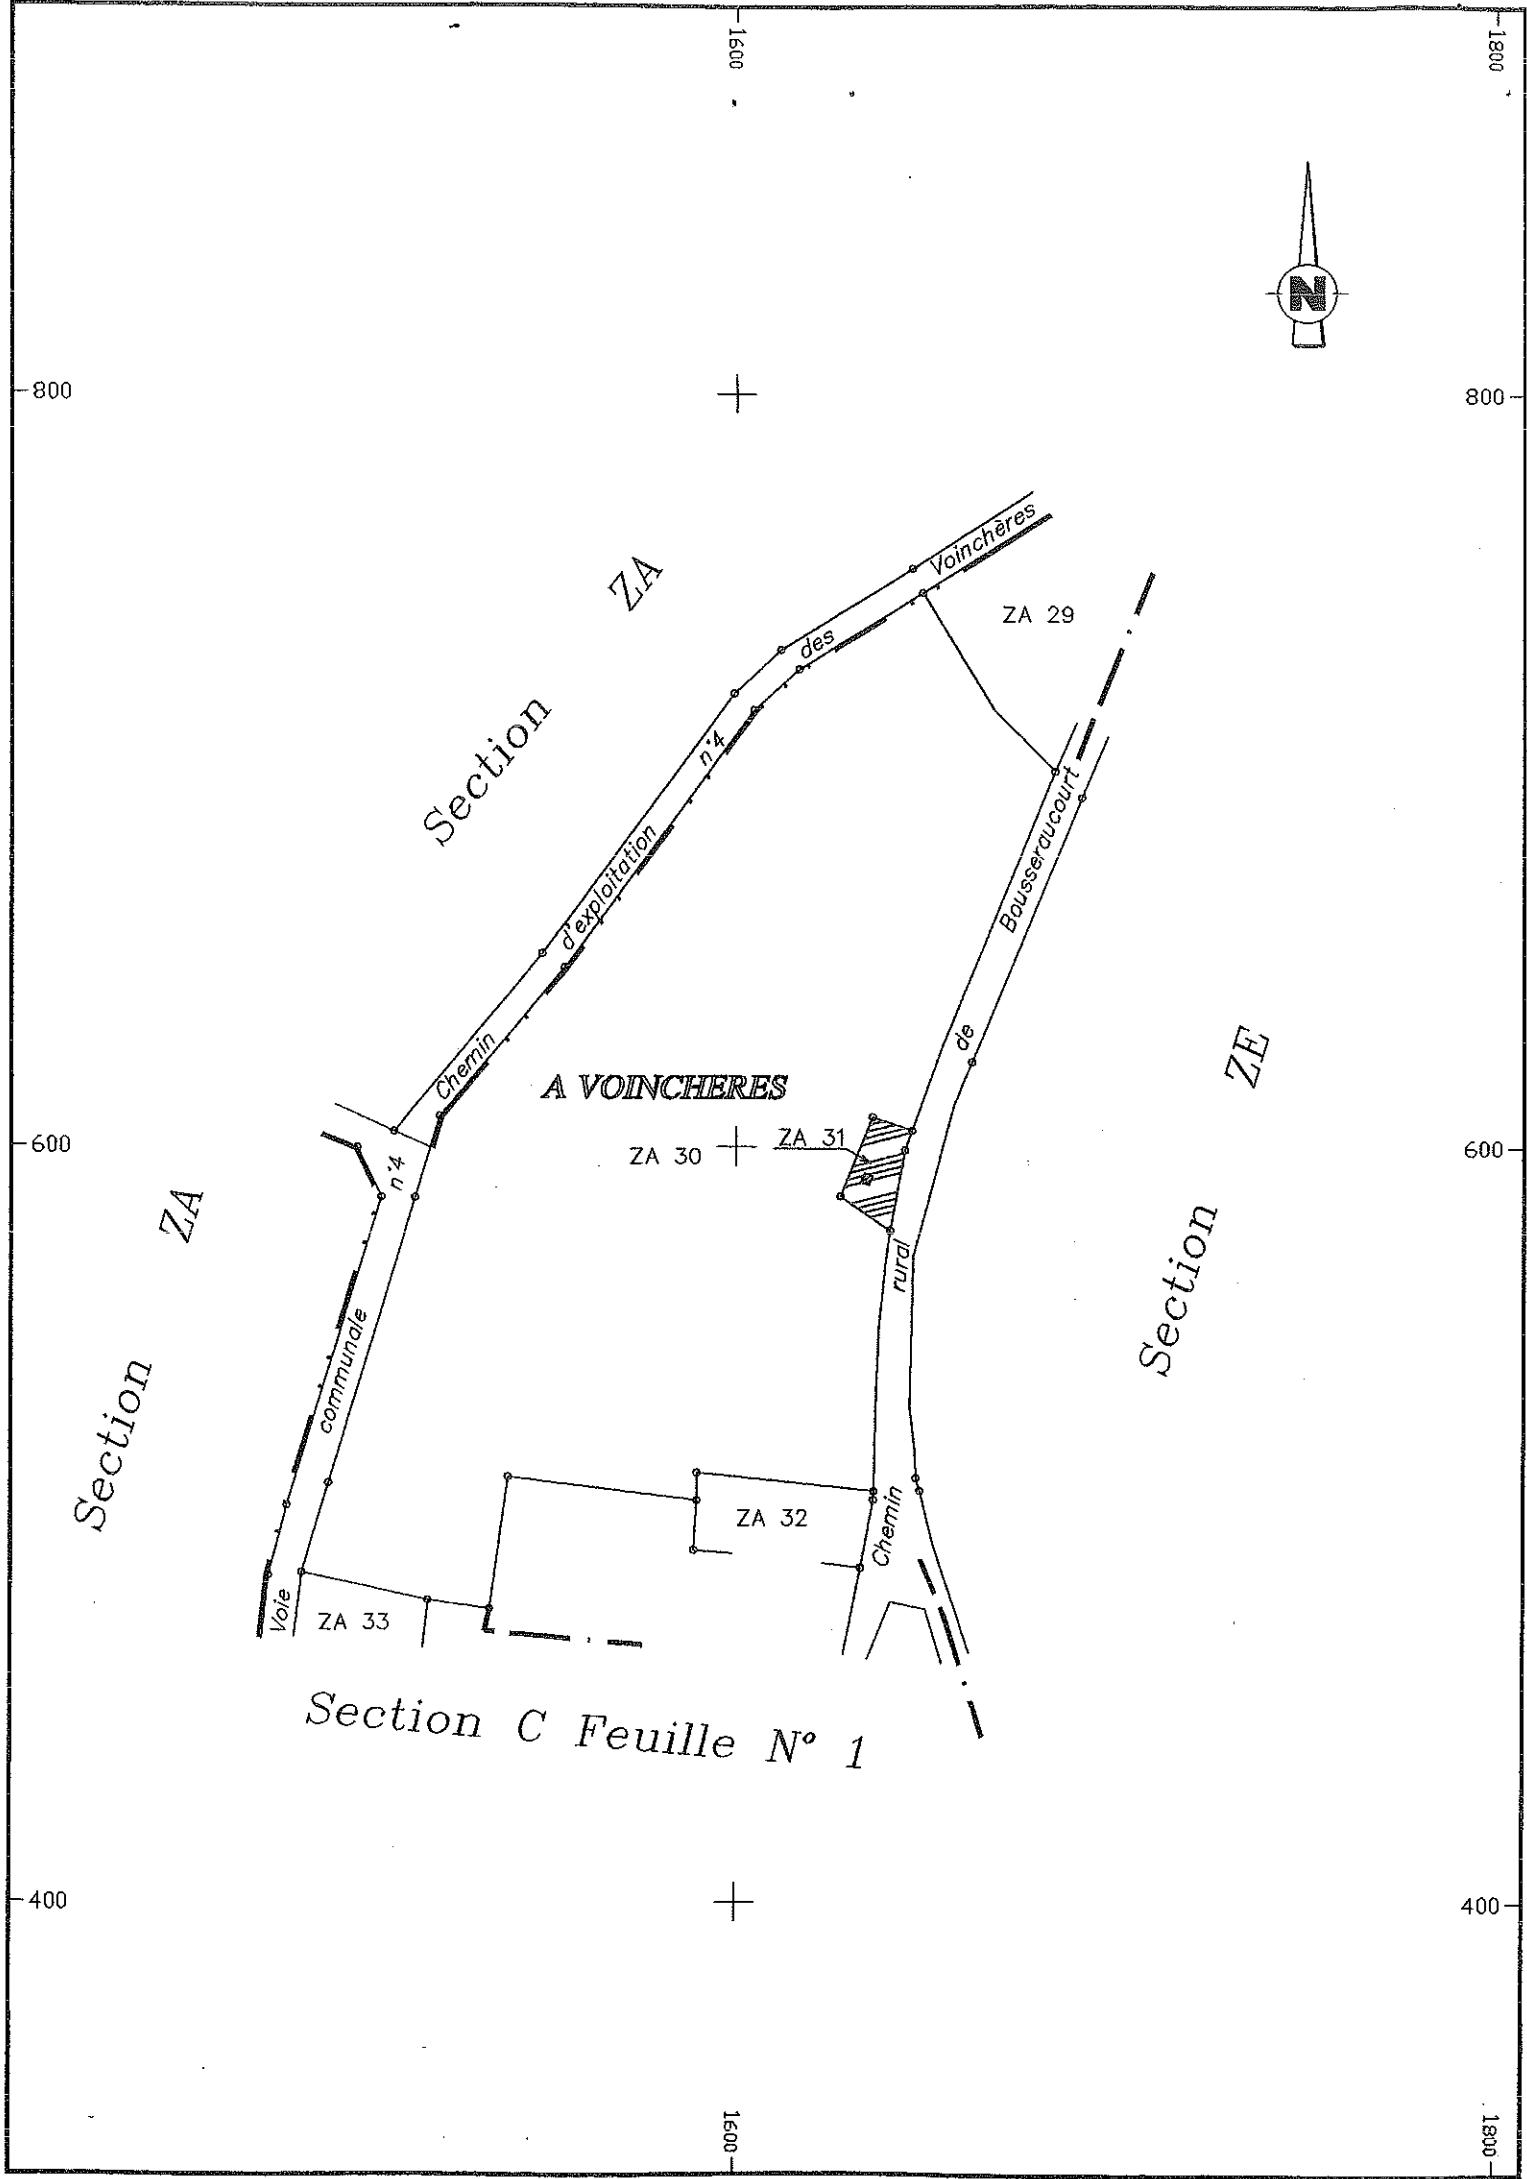 1600
1800
N
800
800
Section ZA
Chemin d'exploitation n°4 des Voinchères
ZA 29
A VOINCHERES
600
ZA 30
ZA 31
600
Section ZA
Voie communale n°4
Chemin rural de Bousseraucourt
Section ZE
ZA 32
ZA 33
Section C Feuille N° 1
400
400
1600
1800